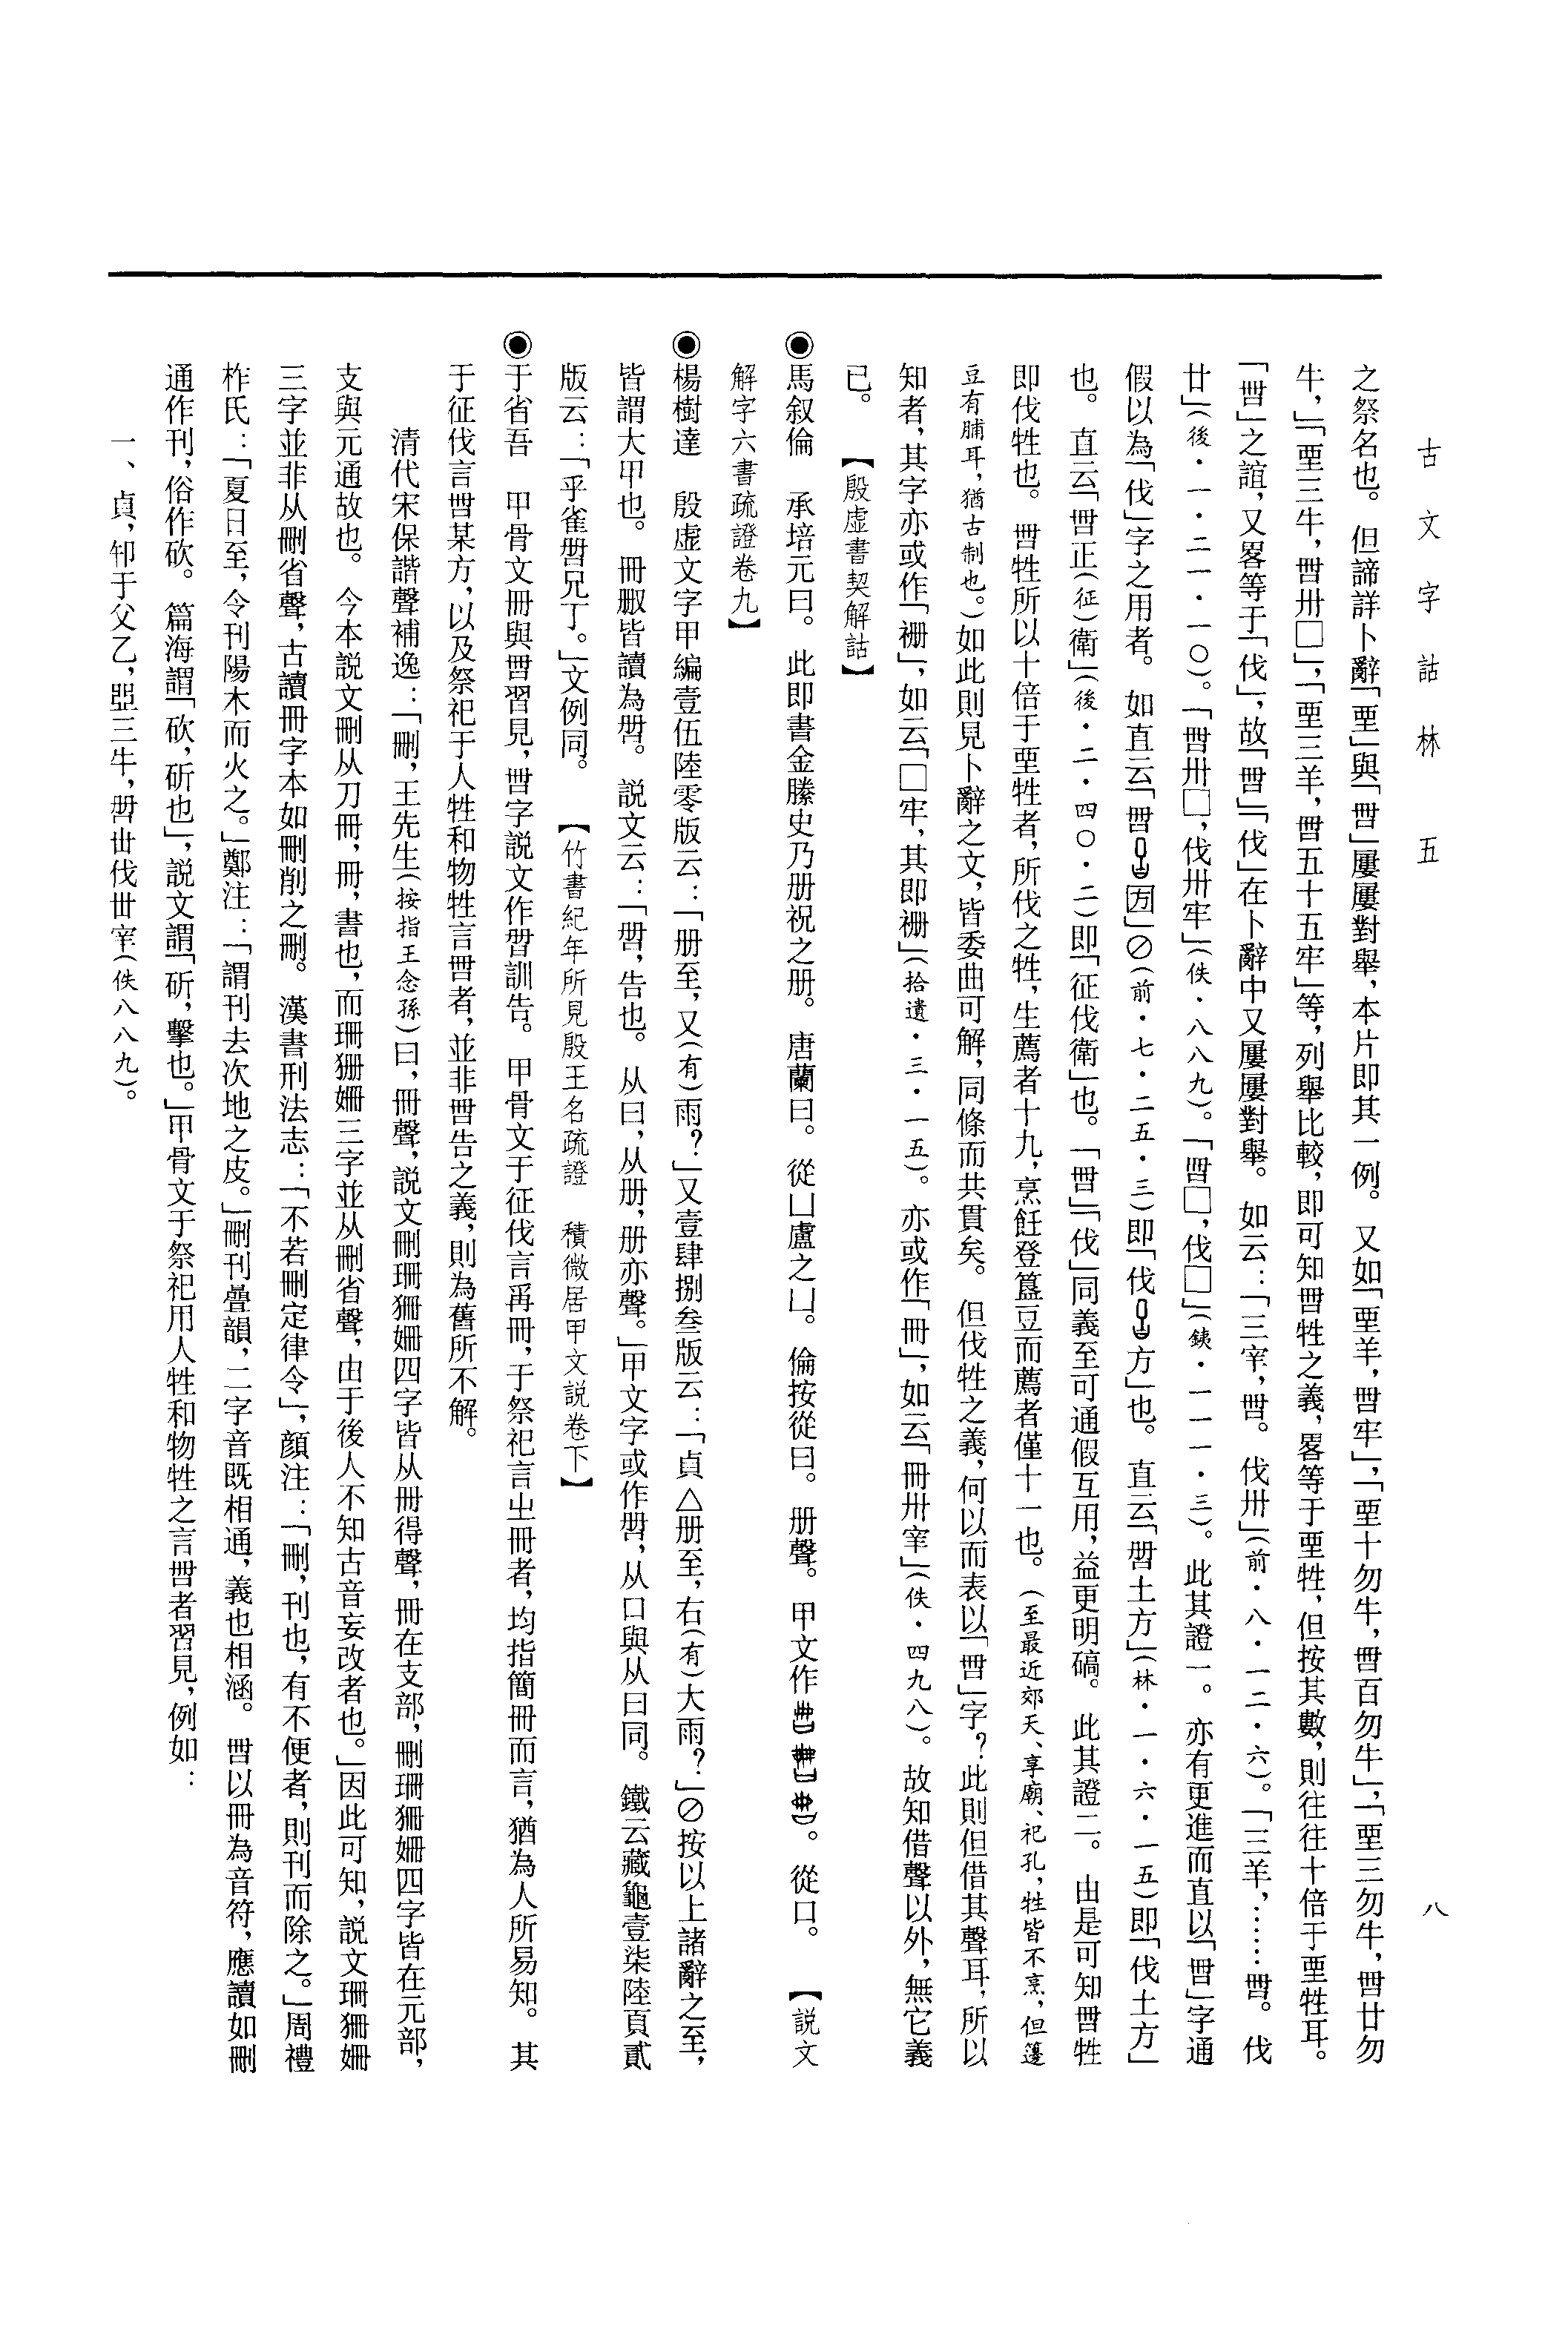 古文字詁林　五
八
之祭名也。但諦詳卜辭「垔」與「𠕋」屢屢對舉，本片即其一例。又如「垔羊，𠕋牢」，「垔十勿牛，𠕋百勿牛」，「垔三勿牛，𠕋廿勿
牛」，「垔三牛，𠕋卅□」，「垔三羊，𠕋五十五牢」等，列舉比較，即可知𠕋牲之義，畧等于垔牲，但按其數，則往往十倍于垔牲耳。
「𠕋」之誼，又畧等于「伐」，故「𠕋」「伐」在卜辭中又屢屢對舉。如云：「三宰，𠕋。伐卅」（前·八·一二·六）。「三羊，……𠕋。伐
廿」（後·一·二一·一〇）。「𠕋卅□，伐卅牢」（佚·八八九）。「𠕋□，伐□」（鐵·一一一·三）。此其證一。亦有更進而直以「𠕋」字通
假以為「伐」字之用者。如直云「𠕋」（前·七·二五·三）即「伐方」也。直云「𠕋土方」（林·一·六·一五）即「伐土方」
也。直云「𠕋正（征）衛」（後·二·四〇·二）即「征伐衛」也。「𠕋」「伐」同義至可通假互用，益更明碻。此其證二。由是可知𠕋牲
即伐牲也。𠕋牲所以十倍于垔牲者，所伐之牲，生薦者十九，烹飪登簋豆而薦者僅十一也。（至最近郊天、享廟、祀孔，牲皆不烹，但籩
豆有脯耳，猶古制也。）如此則見卜辭之文，皆委曲可解，同條而共貫矣。但伐牲之義，何以而表以「𠕋」字？此則但借其聲耳，所以
知者，其字亦或作「𥛊」，如云「□牢，其即𥛊」（拾遺·三·一五）。亦或作「冊」，如云「冊卅宰」（佚·四九八）。故知借聲以外，無它義
已。　【殷虛書契解詁】
◉馬叙倫　承培元曰。此即書金縢史乃册祝之册。唐蘭曰。從凵盧之凵。倫按從曰。册聲。甲文作。從口。　【說文
解字六書疏證卷九】
◉楊樹達　殷虛文字甲編壹伍陸零版云：「册至，又（有）雨？」又壹肆捌叁版云：「貞△册至，右（有）大雨？」⊘按以上諸辭之至，
皆謂大甲也。冊𠬝皆讀為𠕋。說文云：「𠕋，告也。从曰，从册，册亦聲。」甲文字或作𠕋，从口與从曰同。鐵云藏龜壹柒陸頁貳
版云：「乎雀𠕋兄丁。」文例同。　【竹書紀年所見殷王名疏證　積微居甲文說卷下】
◉于省吾　甲骨文冊與𠕋習見，𠕋字說文作𠕋訓告。甲骨文于征伐言爯冊，于祭祀言㞢冊者，均指簡冊而言，猶為人所易知。其
于征伐言𠕋某方，以及祭祀于人牲和物牲言𠕋者，並非𠕋告之義，則為舊所不解。
清代宋保諧聲補逸：「刪，王先生（按指王念孫）曰，冊聲，說文刪珊狦姍四字皆从冊得聲，冊在支部，刪珊狦姍四字皆在元部，
支與元通故也。今本說文刪从刀冊，冊，書也，而珊狦姍三字並从刪省聲，由于後人不知古音妄改者也。」因此可知，說文珊狦姍
三字並非从刪省聲，古讀冊字本如刪削之刪。漢書刑法志：「不若刪定律令」，顔注：「刪，刊也，有不便者，則刊而除之。」周禮
柞氏：「夏日至，令刊陽木而火之。」鄭注：「謂刊去次地之皮。」刪刊疊韻，二字音既相通，義也相涵。𠕋以冊為音符，應讀如刪
通作刊，俗作砍。篇海謂「砍，斫也」，說文謂「斫，擊也。」甲骨文于祭祀用人牲和物牲之言𠕋者習見，例如：
一、貞，𢓊于父乙，𡆥三牛，𠕋卅伐卅宰（佚八八九）。